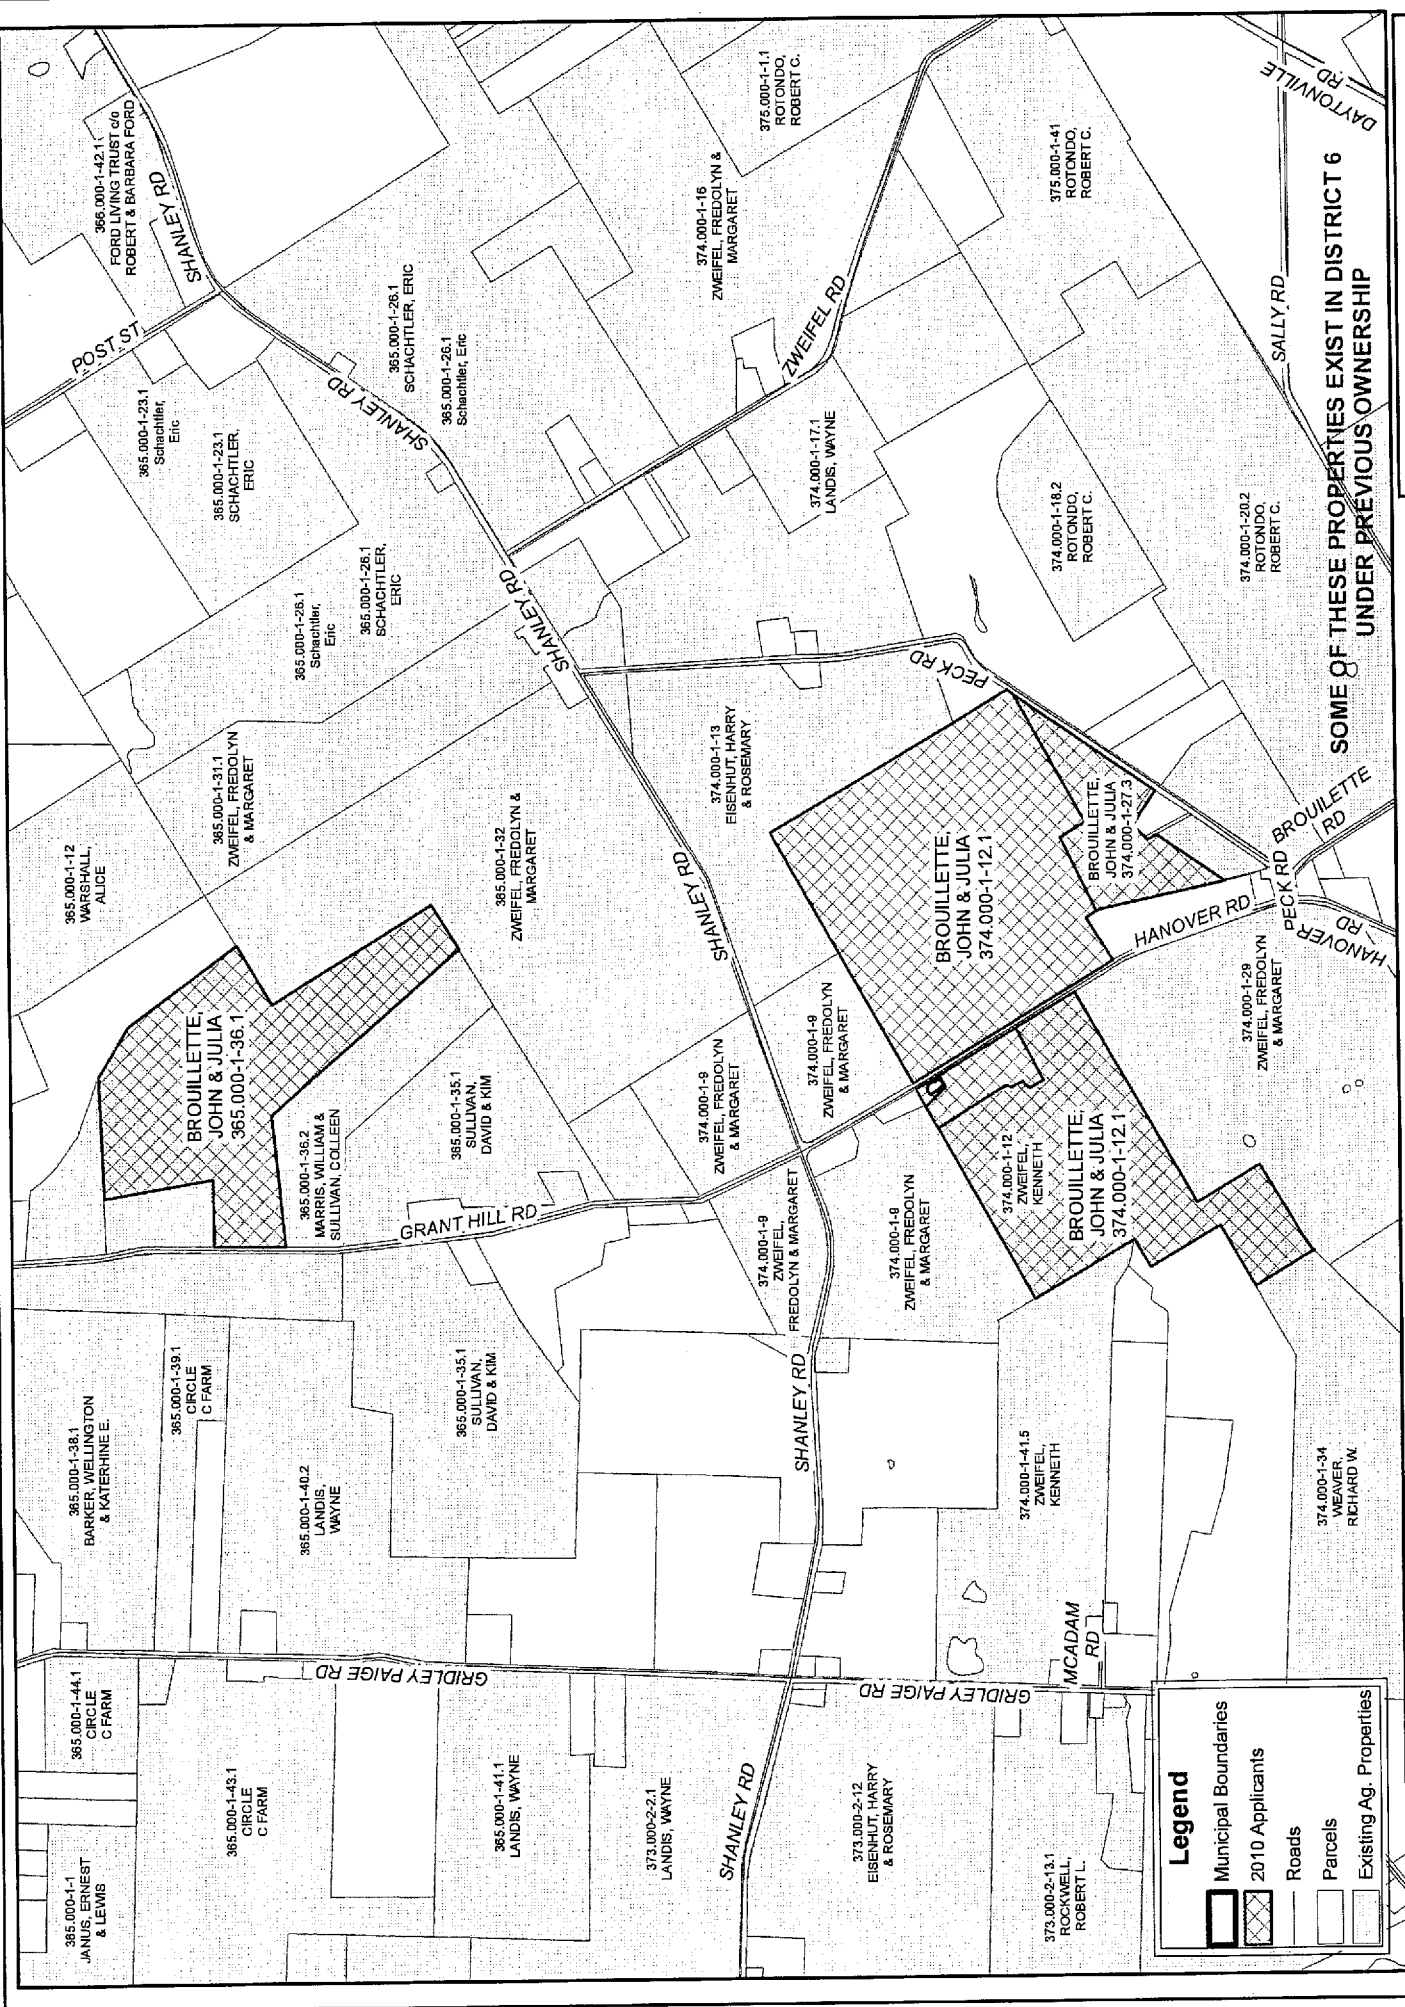 365.000-1-1
JANUS, ERNEST
& LEWIS
365.000-1-44.1
CIRCLE
C FARM
365.000-1-38.1
BARKER, WELLINGTON
& KATERHINE E.
365.000-1-12
WARSHALL,
ALICE
POST ST
366.000-1-42.1
FORD LIVING TRUST c/o
ROBERT & BARBARA FORD
SHANLEY RD
365.000-1-43.1
CIRCLE
C FARM
365.000-1-39.1
CIRCLE
C FARM
BROUILLETTE,
JOHN & JULIA
365.000-1-36.1
365.000-1-31.1
ZWEIFEL, FREDOLYN
& MARGARET
365.000-1-23.1
Schachtler,
Eric
365.000-1-23.1
SCHACHTLER,
ERIC
365.000-1-40.2
LANDIS,
WAYNE
365.000-1-36.2
MARRIS, WILLIAM &
SULLIVAN, COLLEEN
365.000-1-26.1
Schachtler,
Eric
365.000-1-26.1
SCHACHTLER,
ERIC
SHANLEY RD
365.000-1-26.1
SCHACHTLER, ERIC
365.000-1-26.1
Schachtler, Eric
GRIDLEY PAIGE RD
GRANT HILL RD
365.000-1-35.1
SULLIVAN,
DAVID & KIM
365.000-1-35.1
SULLIVAN,
DAVID & KIM
365.000-1-32
ZWEIFEL, FREDOLYN &
MARGARET
SHANLEY RD
365.000-1-41.1
LANDIS, WAYNE
373.000-2-2.1
LANDIS, WAYNE
374.000-1-9
ZWEIFEL, FREDOLYN
& MARGARET
SHANLEY RD
374.000-1-13
EISENHUT, HARRY
& ROSEMARY
374.000-1-16
ZWEIFEL, FREDOLYN &
MARGARET
375.000-1-1.1
ROTONDO,
ROBERT C.
SHANLEY RD
SHANLEY RD
374.000-1-9
ZWEIFEL,
FREDOLYN & MARGARET
374.000-1-9
ZWEIFEL, FREDOLYN
& MARGARET
ZWEIFEL RD
374.000-1-17.1
LANDIS, WAYNE
373.000-2-12
EISENHUT, HARRY
& ROSEMARY
GRIDLEY PAIGE RD
374.000-1-9
ZWEIFEL, FREDOLYN
& MARGARET
BROUILLETTE,
JOHN & JULIA
374.000-1-12.1
PECK RD
374.000-1-12
ZWEIFEL,
KENNETH
373.000-2-13.1
ROCKWELL,
ROBERT L.
MCADAM
RD
374.000-1-41.5
ZWEIFEL,
KENNETH
BROUILLETTE,
JOHN & JULIA
374.000-1-12.1
BROUILLETTE,
JOHN & JULIA
374.000-1-27.3
374.000-1-18.2
ROTONDO,
ROBERT C.
375.000-1-41
ROTONDO,
ROBERT C.
HANOVER RD
374.000-1-29
ZWEIFEL, FREDOLYN
& MARGARET
PECK RD
BROUILETTE
RD
HANOVER
RD
374.000-1-20.2
ROTONDO,
ROBERT C.
SALLY RD
DAYTONVILLE
RD
374.000-1-34
WEAVER,
RICHARD W.
SOME OF THESE PROPERTIES EXIST IN DISTRICT 6
UNDER PREVIOUS OWNERSHIP
Legend
Municipal Boundaries
2010 Applicants
Roads
Parcels
Existing Ag. Properties